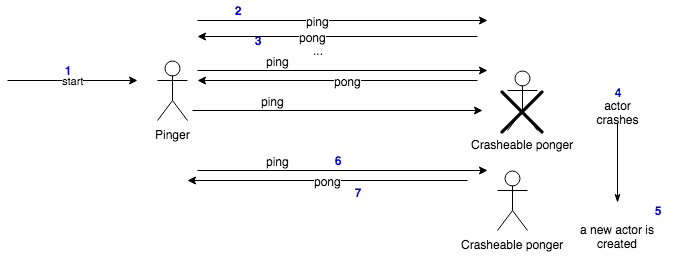 2
ping
3
pong
...
1
start
ping
pong
ping
Pinger
4
actor
crashes
Crasheable ponger
ping
6
pong
7
5
a new actor is
created
Crasheable ponger